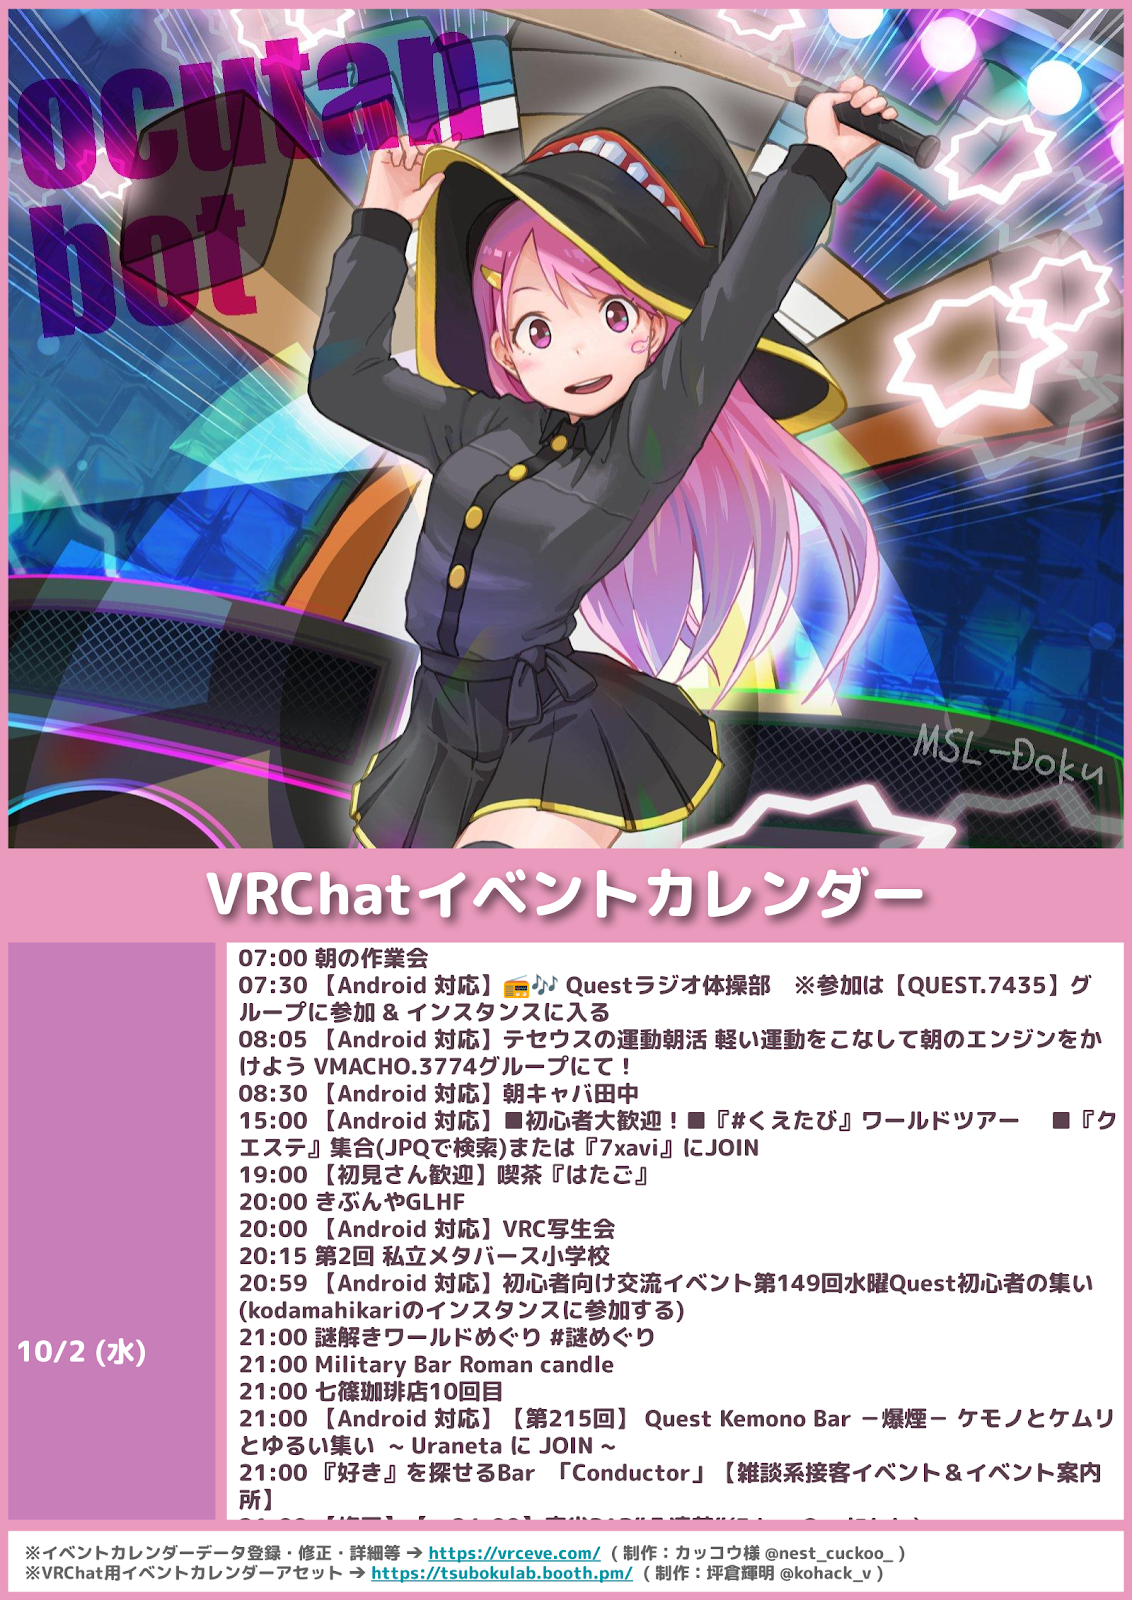 ocutan
bot
MSL-Doku
VRChatイベントカレンダー
10/2 (水)
07:00 朝の作業会
07:30 【Android 対応】📻🎶 Questラジオ体操部　※参加は【QUEST.7435】グ
ループに参加 & インスタンスに入る
08:05 【Android 対応】テセウスの運動朝活 軽い運動をこなして朝のエンジンをか
けよう VMACHO.3774グループにて！
08:30 【Android 対応】朝キャバ田中
15:00 【Android 対応】■初心者大歓迎！■『#くえたび』ワールドツアー　■『ク
エステ』集合(JPQで検索)または『7xavi』にJOIN
19:00 【初見さん歓迎】喫茶『はたご』
20:00 きぶんやGLHF
20:00 【Android 対応】VRC写生会
20:15 第2回 私立メタバース小学校
20:59 【Android 対応】初心者向け交流イベント第149回水曜Quest初心者の集い
(kodamahikariのインスタンスに参加する)
21:00 謎解きワールドめぐり #謎めぐり
21:00 Military Bar Roman candle
21:00 七篠珈琲店10回目
21:00 【Android 対応】【第215回】 Quest Kemono Bar －爆煙－ ケモノとケムリ
とゆるい集い ～ Uraneta に JOIN ～
21:00 『好き』を探せるBar 「Conductor」【雑談系接客イベント＆イベント案内
所】
※イベントカレンダーデータ登録・修正・詳細等 ➔ https://vrceve.com/ ( 制作：カッコウ様 @nest_cuckoo_ )
※VRChat用イベントカレンダーアセット ➔ https://tsubokulab.booth.pm/ ( 制作：坪倉輝明 @kohack_v )